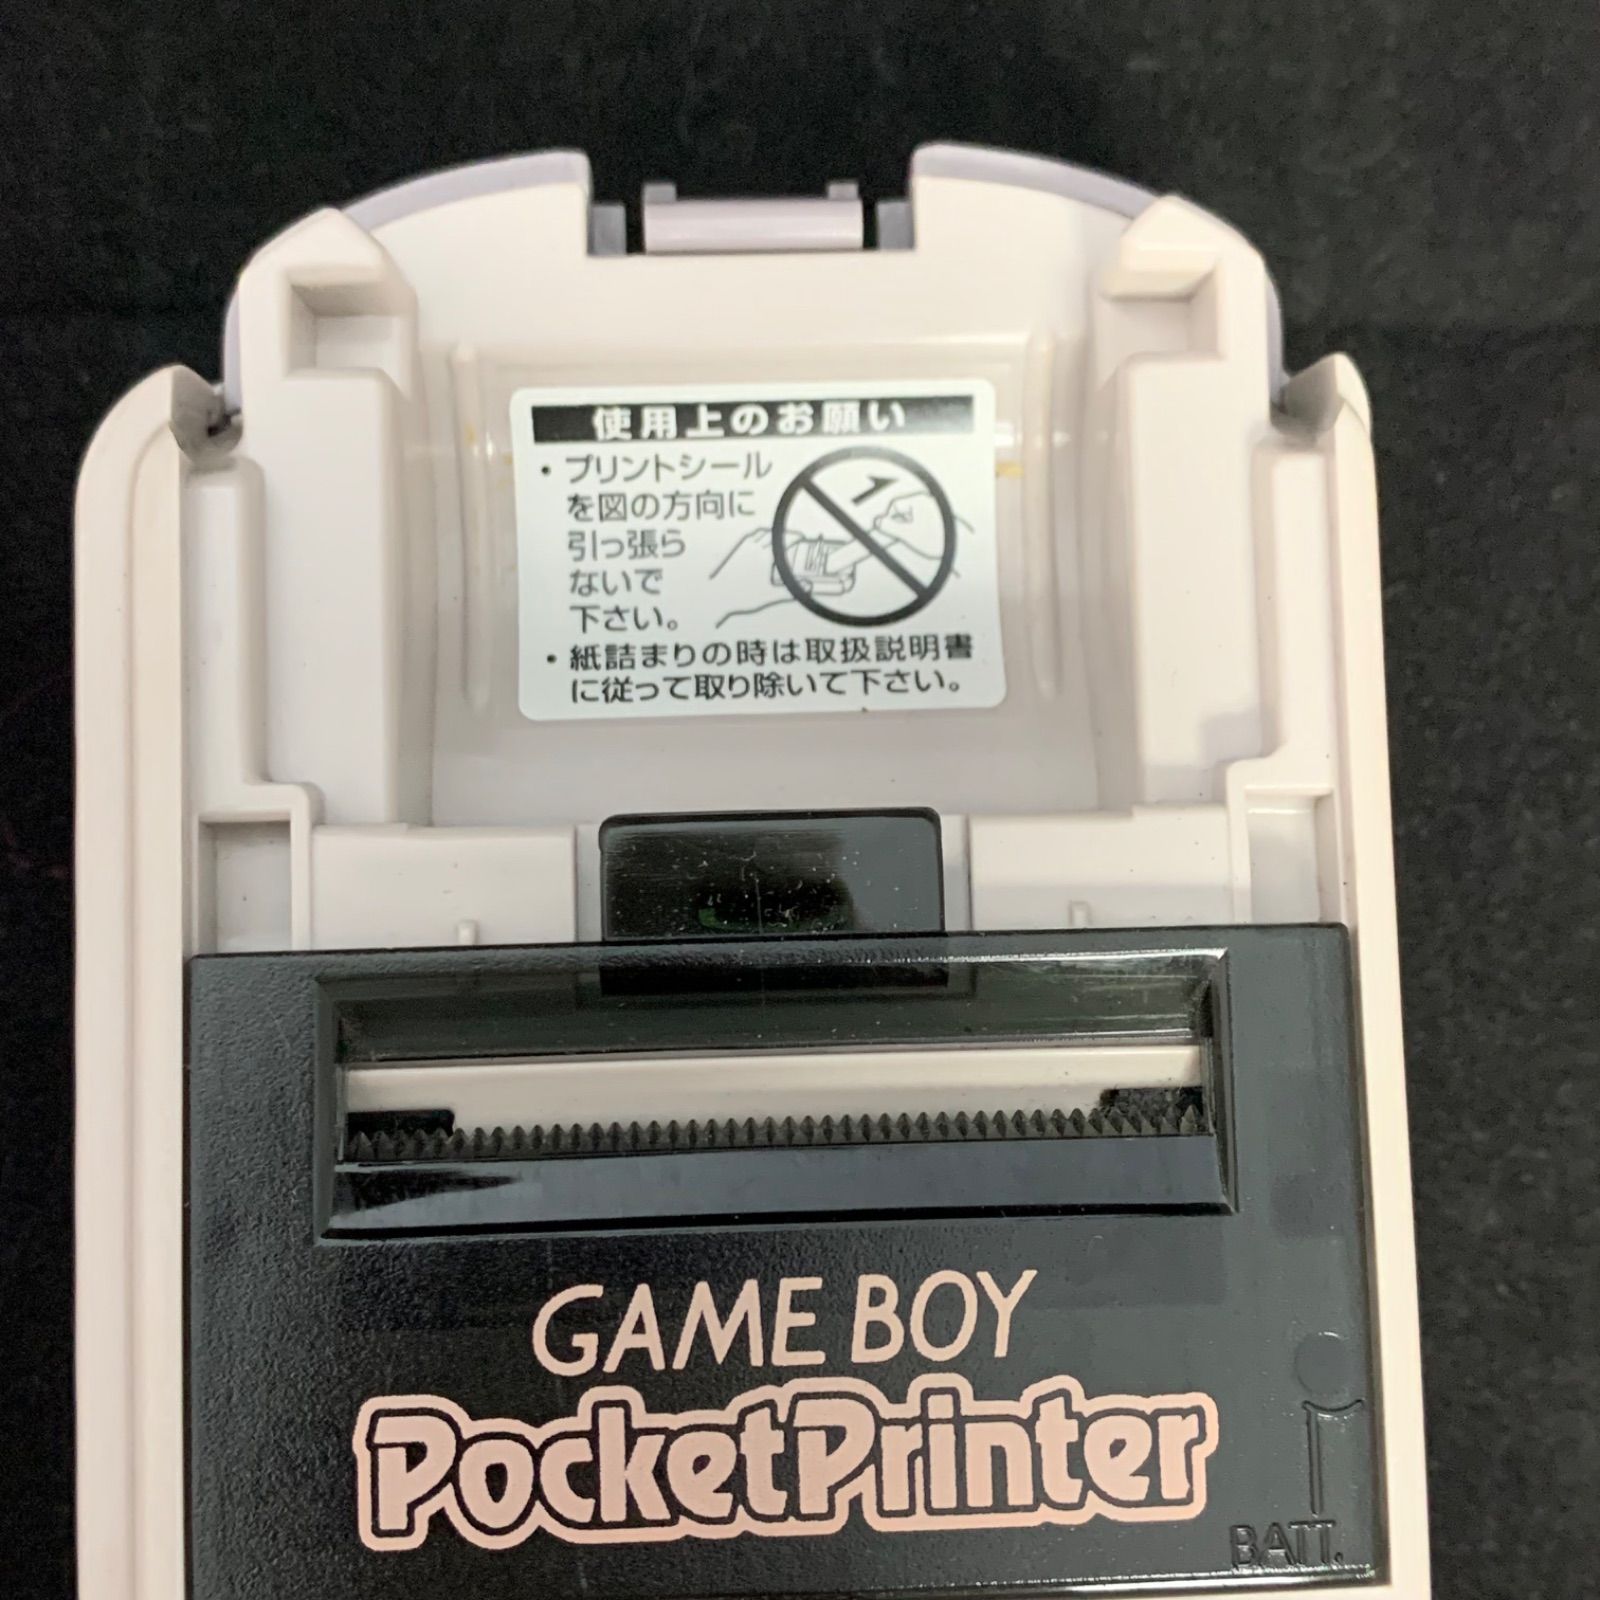 使用上のお願い
・プリントシール
を図の方向に
引っ張ら
ないで
下さい。
・紙詰まりの時は取扱説明書
に従って取り除いて下さい。
GAME BOY
PocketPrinter
BATT.